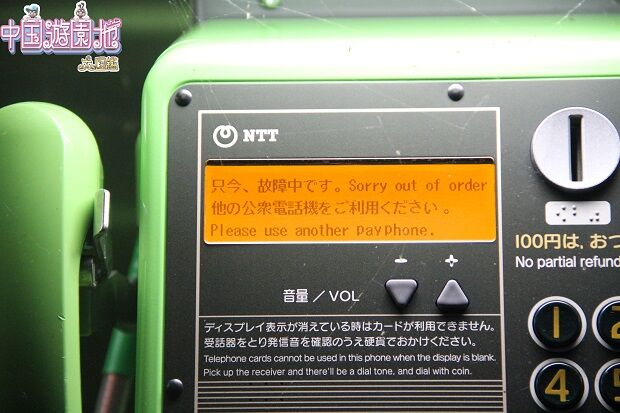 中国遊園地
大図鑑
NTT
只今、故障中です。Sorry out of order
他の公衆電話機をご利用ください。
Please use another payphone.
- +
音量／VOL
100円は、おつ
No partial refund
ディスプレイ表示が消えている時はカードが利用できません。
受話器をとり発信音を確認のうえ硬貨でおかけください。
Telephone cards cannot be used in this phone when the display is blank.
Pick up the receiver and there'll be a dial tone, and dial with coin.
1 2
4 5